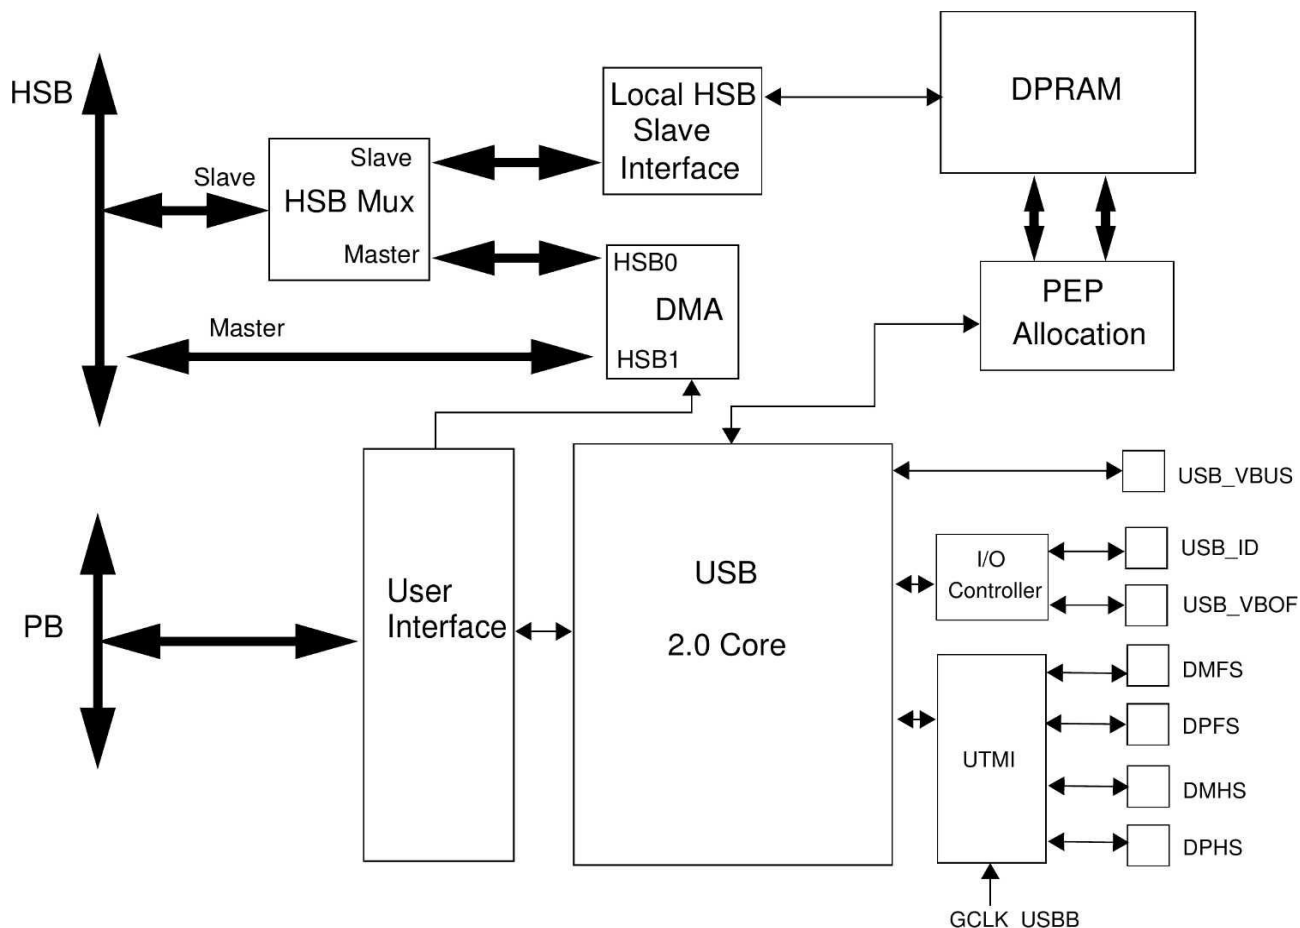 HSB
Slave
Slave
HSB Mux
Master
Local HSB
Slave
Interface
DPRAM
HSB0
DMA
HSB1
Master
PEP
Allocation
PB
User
Interface
USB
2.0 Core
USB_VBUS
I/O
Controller
USB_ID
USB_VBOF
UTMI
DMFS
DPFS
DMHS
DPHS
GCLK USBB